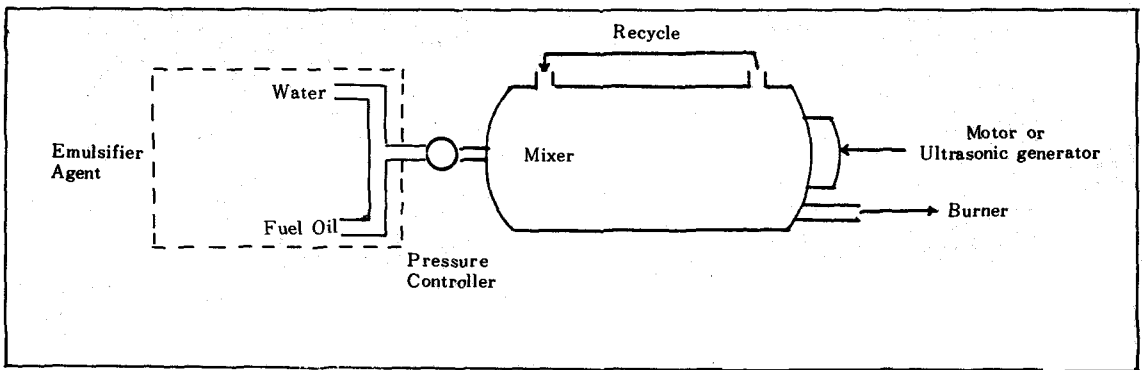 Recycle
Water
Emulsifier
Agent
Mixer
Motor or
Ultrasonic generator
Fuel Oil
Burner
Pressure
Controller